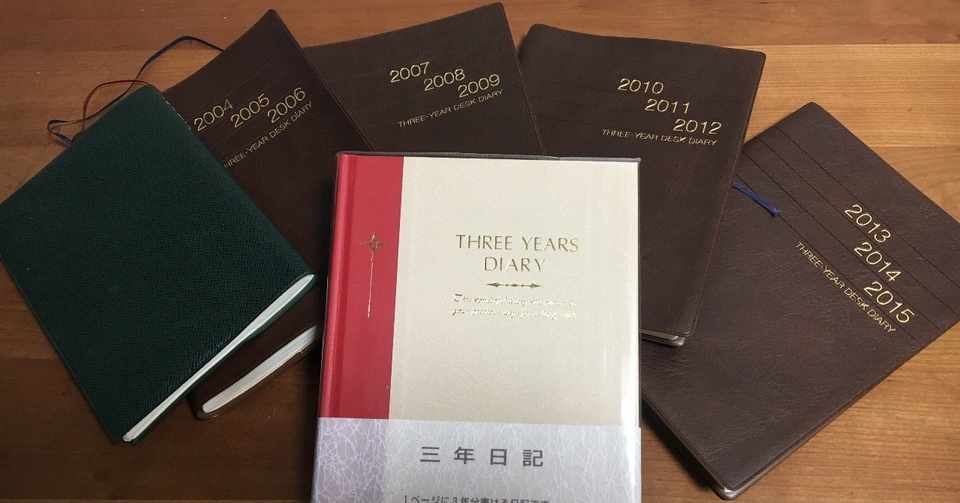 2004
2005
2006
THREE-YEAR DESK DIARY
2007
2008
2009
THREE-YEAR DESK DIARY
2010
2011
2012
THREE-YEAR DESK DIARY
2013
2014
2015
THREE-YEAR DESK DIARY
THREE YEARS
DIARY
三年日記